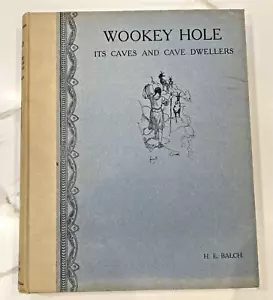 WOOKEY HOLE
ITS CAVES AND CAVE DWELLERS
H. E. BALCH